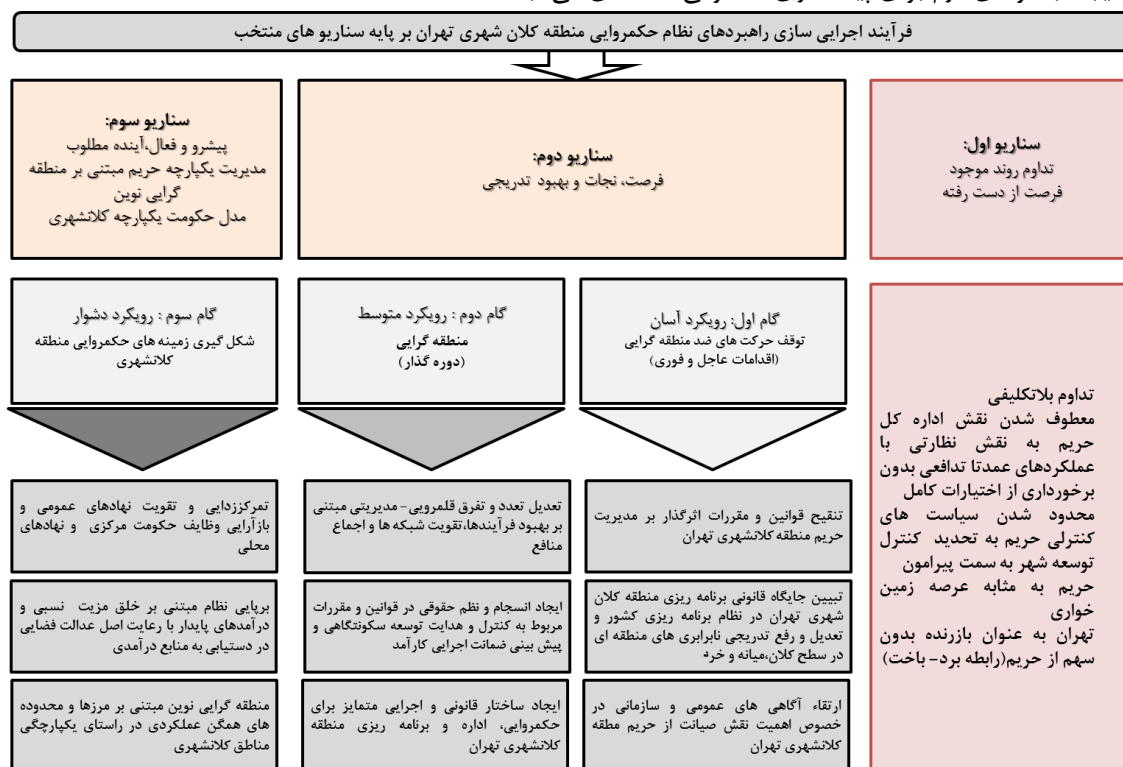 فرآیند اجرایی سازی راهبردهای نظام حکمروایی منطقه کلان شهری تهران بر پایه سناریو های منتخب
سناریو اول:
تداوم روند موجود
فرصت از دست رفته
سناریو دوم:
فرصت، نجات و بهبود تدریجی
سناریو سوم:
پیشرو و فعال،آینده مطلوب
مدیریت یکپارچه حریم مبتنی بر منطقه
گرایی نوین
مدل حکومت یکپارچه کلانشهری
تداوم بلاتکلیفی
معطوف شدن نقش اداره کل
حریم به نقش نظارتی با
عملکردهای عمدتا تدافعی بدون
برخورداری از اختیارات کامل
محدود شدن سیاست های
کنترلی حریم به تحدید کنترل
توسعه شهر به سمت پیرامون
حریم به مثابه عرصه زمین
خواری
تهران به عنوان بازرنده بدون
سهم از حریم(رابطه برد- باخت)
گام اول: رویکرد آسان
توقف حرکت های ضد منطقه گرایی
(اقدامات عاجل و فوری)
گام دوم : رویکرد متوسط
منطقه گرایی
(دوره گذار)
گام سوم : رویکرد دشوار
شکل گیری زمینه های حکمروایی منطقه
کلانشهری
تنقیح قوانین و مقررات اثرگذار بر مدیریت
حریم منطقه کلانشهری تهران
تعدیل تعدد و تفرق قلمرویی- مدیریتی مبتنی
بر بهبود فرآیندها،تقویت شبکه ها و اجماع
منافع
تمرکززدایی و تقویت نهادهای عمومی و
بازآرایی وظایف حکومت مرکزی و نهادهای
محلی
تبیین جایگاه قانونی برنامه ریزی منطقه کلان
شهری تهران در نظام برنامه ریزی کشور و
تعدیل و رفع تدریجی نابرابری های منطقه ای
در سطح کلان،میانه و خرد
ایجاد انسجام و نظم حقوقی در قوانین و مقررات
مربوط به کنترل و هدایت توسعه سکونتگاهی و
پیش بینی ضمانت اجرایی کارآمد
برپایی نظام مبتنی بر خلق مزیت نسبی و
درآمدهای پایدار با رعایت اصل عدالت فضایی
در دستیابی به منابع درآمدی
ارتقاء آگاهی های عمومی و سازمانی در
خصوص اهمیت نقش صیانت از حریم مطقه
کلانشهری تهران
ایجاد ساختار قانونی و اجرایی متمایز برای
حکمروایی، اداره و برنامه ریزی منطقه
کلانشهری تهران
منطقه گرایی نوین مبتنی بر مرزها و محدوده
های همگن عملکردی در راستای یکپارچگی
مناطق کلانشهری